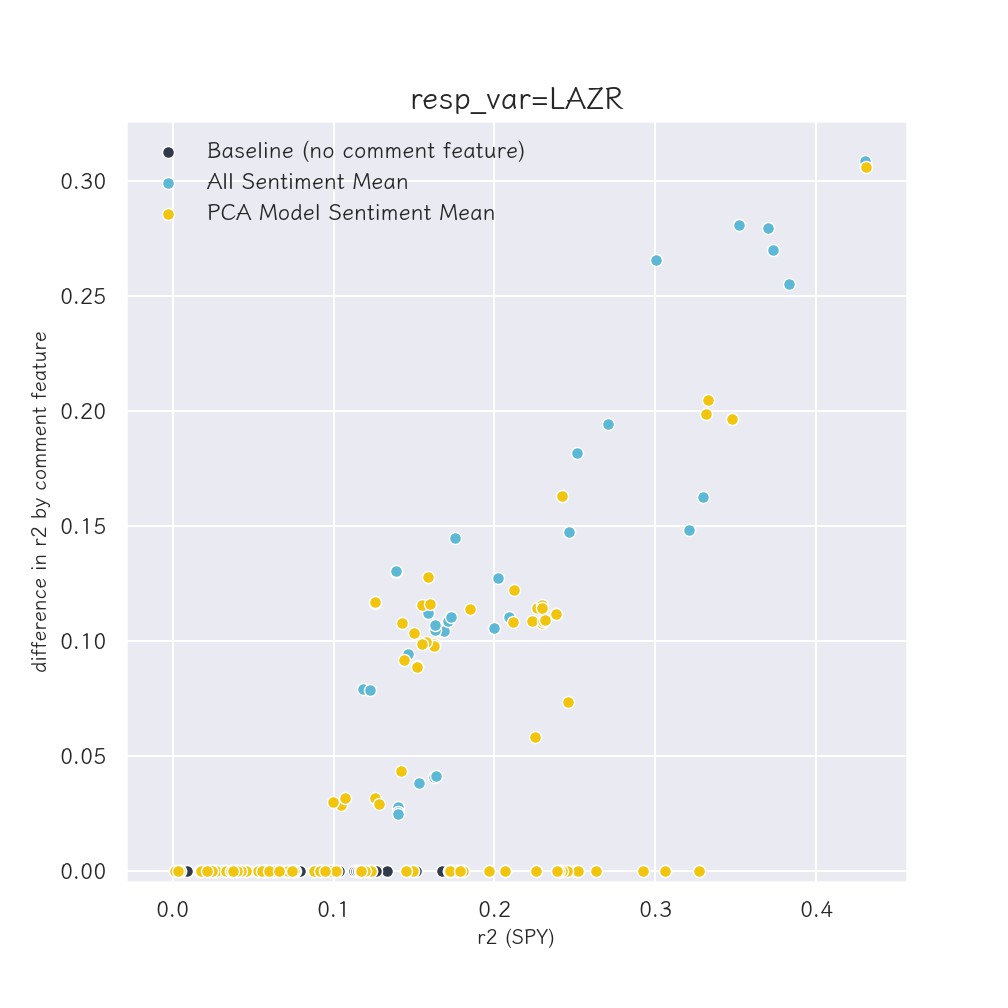 resp_var=LAZR
Baseline (no comment feature)
All Sentiment Mean
PCA Model Sentiment Mean
difference in r2 by comment feature
0.30
0.25
0.20
0.15
0.10
0.05
0.00
0.0 0.1 0.2 0.3 0.4
r2 (SPY)